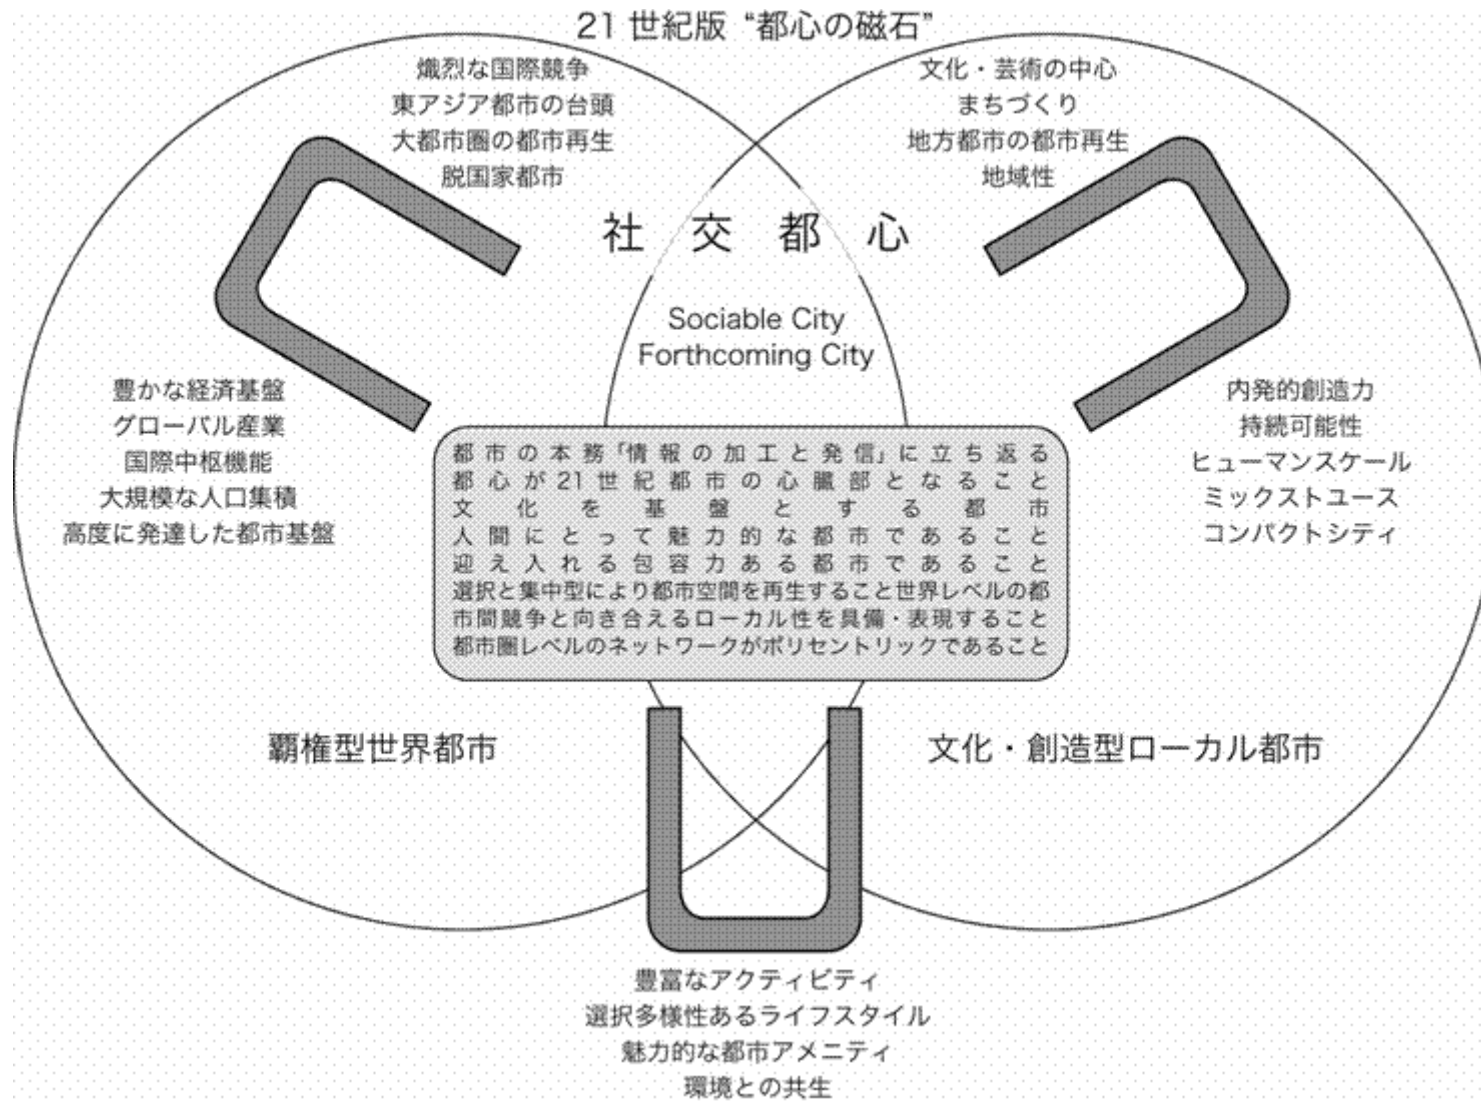 21 世紀版 “都心の磁石”
熾烈な国際競争
東アジア都市の台頭
大都市圏の都市再生
脱国家都市
文化・芸術の中心
まちづくり
地方都市の都市再生
地域性
社 交 都 心
Sociable City
Forthcoming City
豊かな経済基盤
グローバル産業
国際中枢機能
大規模な人口集積
高度に発達した都市基盤
内発的創造力
持続可能性
ヒューマンスケール
ミックストユース
コンパクトシティ
都市の本務「情報の加工と発信」に立ち返る
都心が21世紀都市の心臓部となること
文化を基盤とする都市
人間にとって魅力的な都市であること
迎え入れる包容力ある都市であること
選択と集中型により都市空間を再生すること世界レベルの都
市間競争と向き合えるローカル性を具備・表現すること
都市圏レベルのネットワークがポリセントリックであること
覇権型世界都市
文化・創造型ローカル都市
豊富なアクティビティ
選択多様性あるライフスタイル
魅力的な都市アメニティ
環境との共生